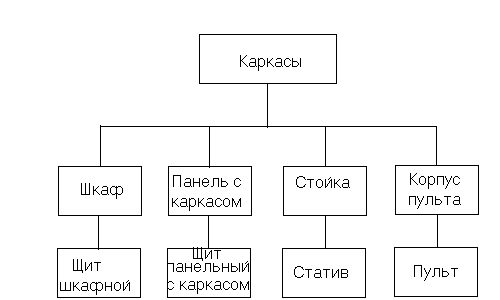 Каркасы
Шкаф
Панель с
каркасом
Стойка
Корпус
пульта
Щит
шкафной
Щит
панельный
с каркасом
Статив
Пульт